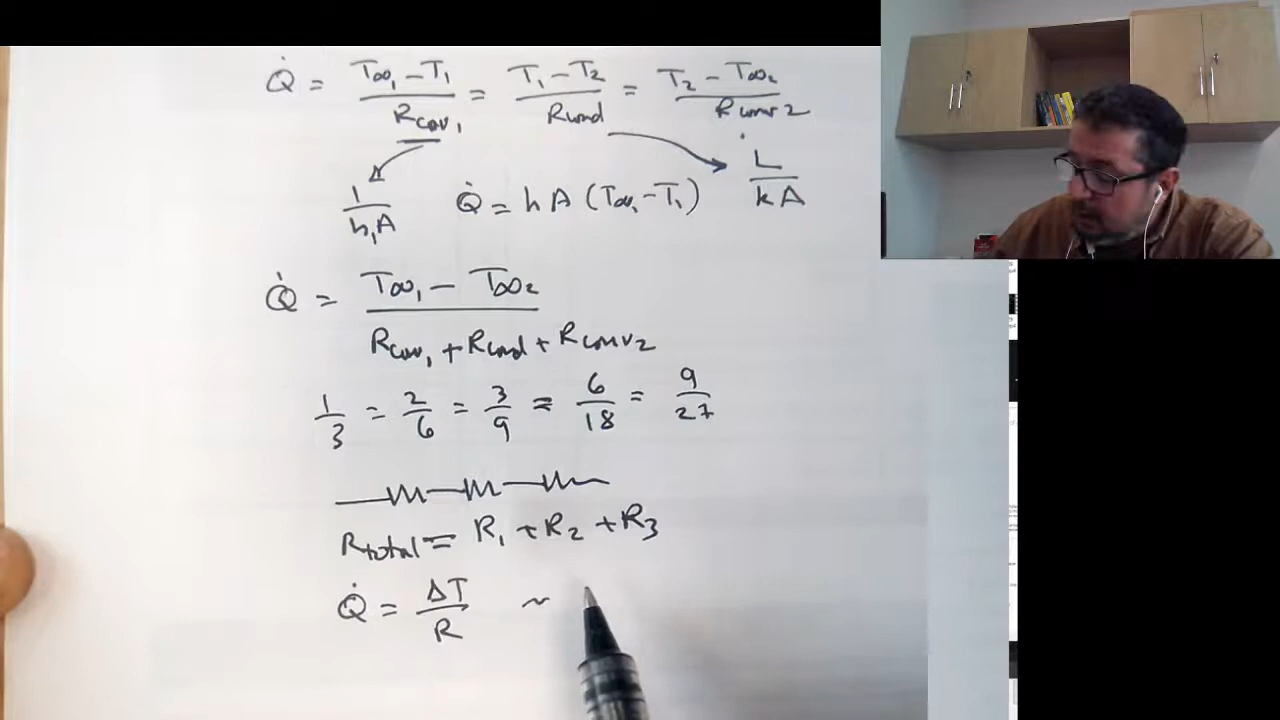 Q̇ = T∞₁ − T₁ / Rconv₁ = T₁ − T₂ / Rcond = T₂ − T∞₂ / Rconv2
1 / h₁A Q̇ = h A (T∞₁ − T₁) L / kA
Q̇ = T∞₁ − T∞₂ / Rconv₁ + Rcond + Rconv2
1/3 = 2/6 = 3/9 = 6/18 = 9/27
Rtotal = R₁ + R₂ + R₃
Q̇ = ΔT / R ~